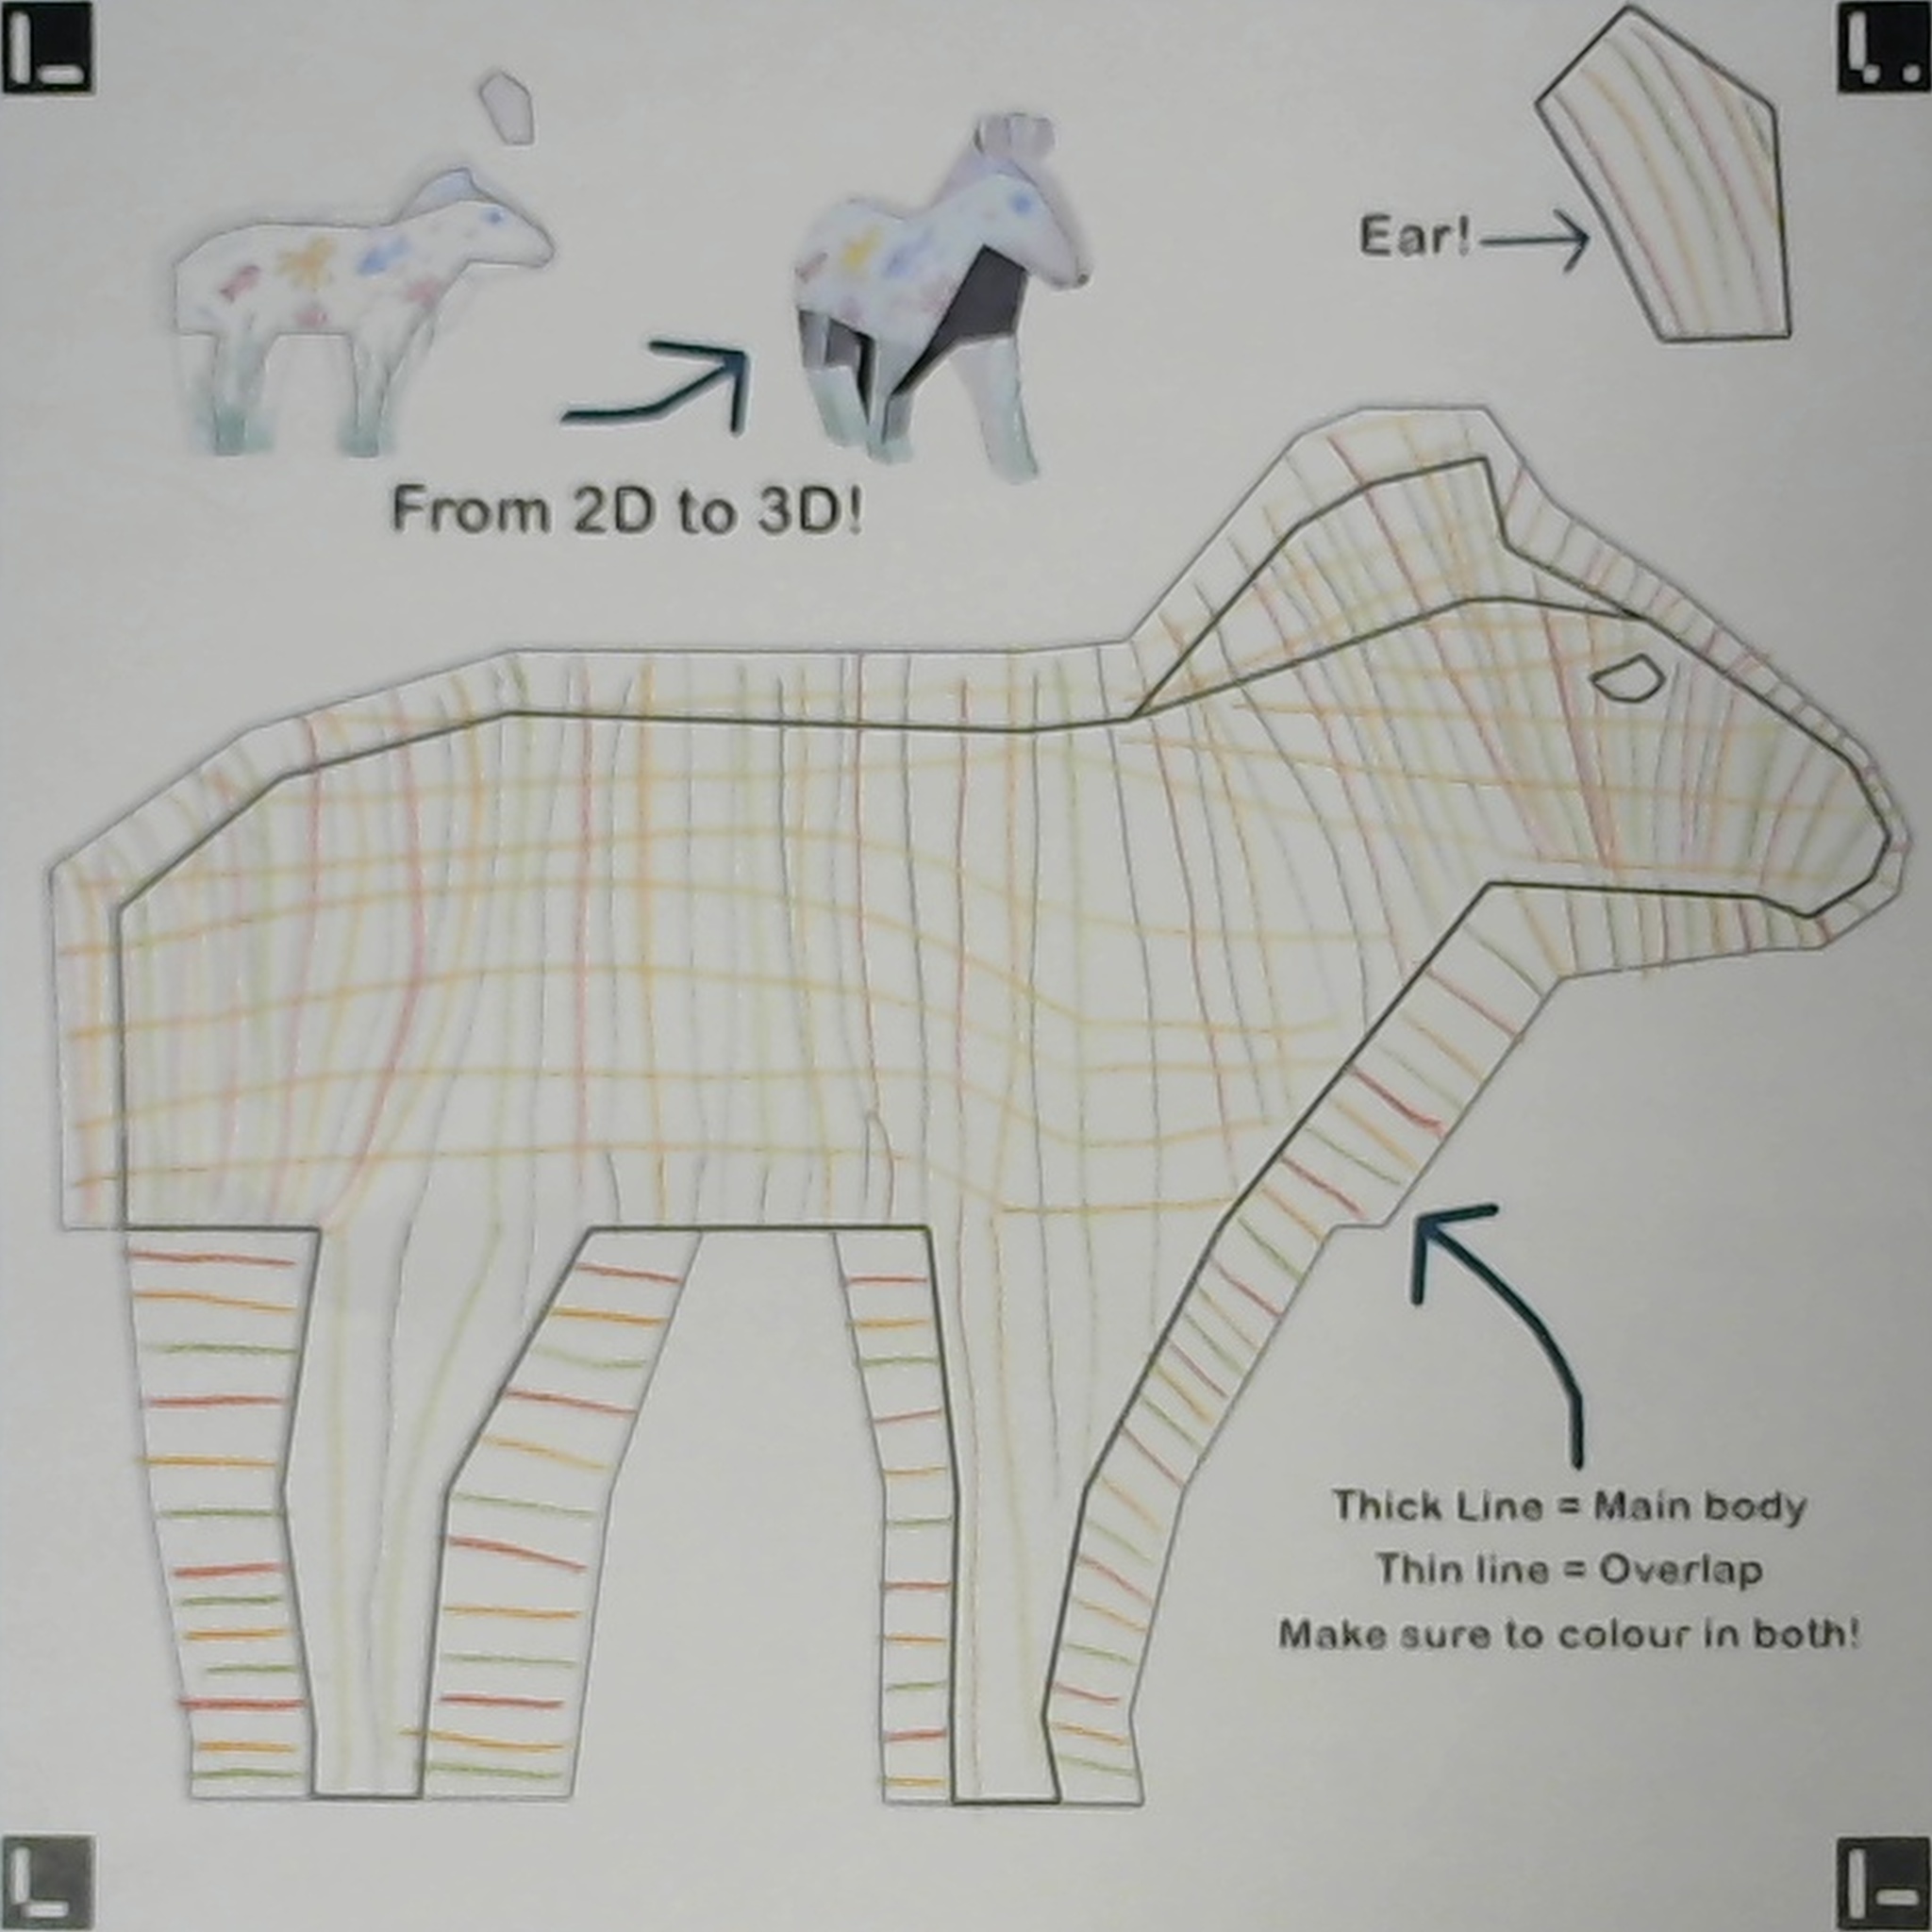 Ear!
From 2D to 3D!
Thick Line = Main body
Thin line = Overlap
Make sure to colour in both!